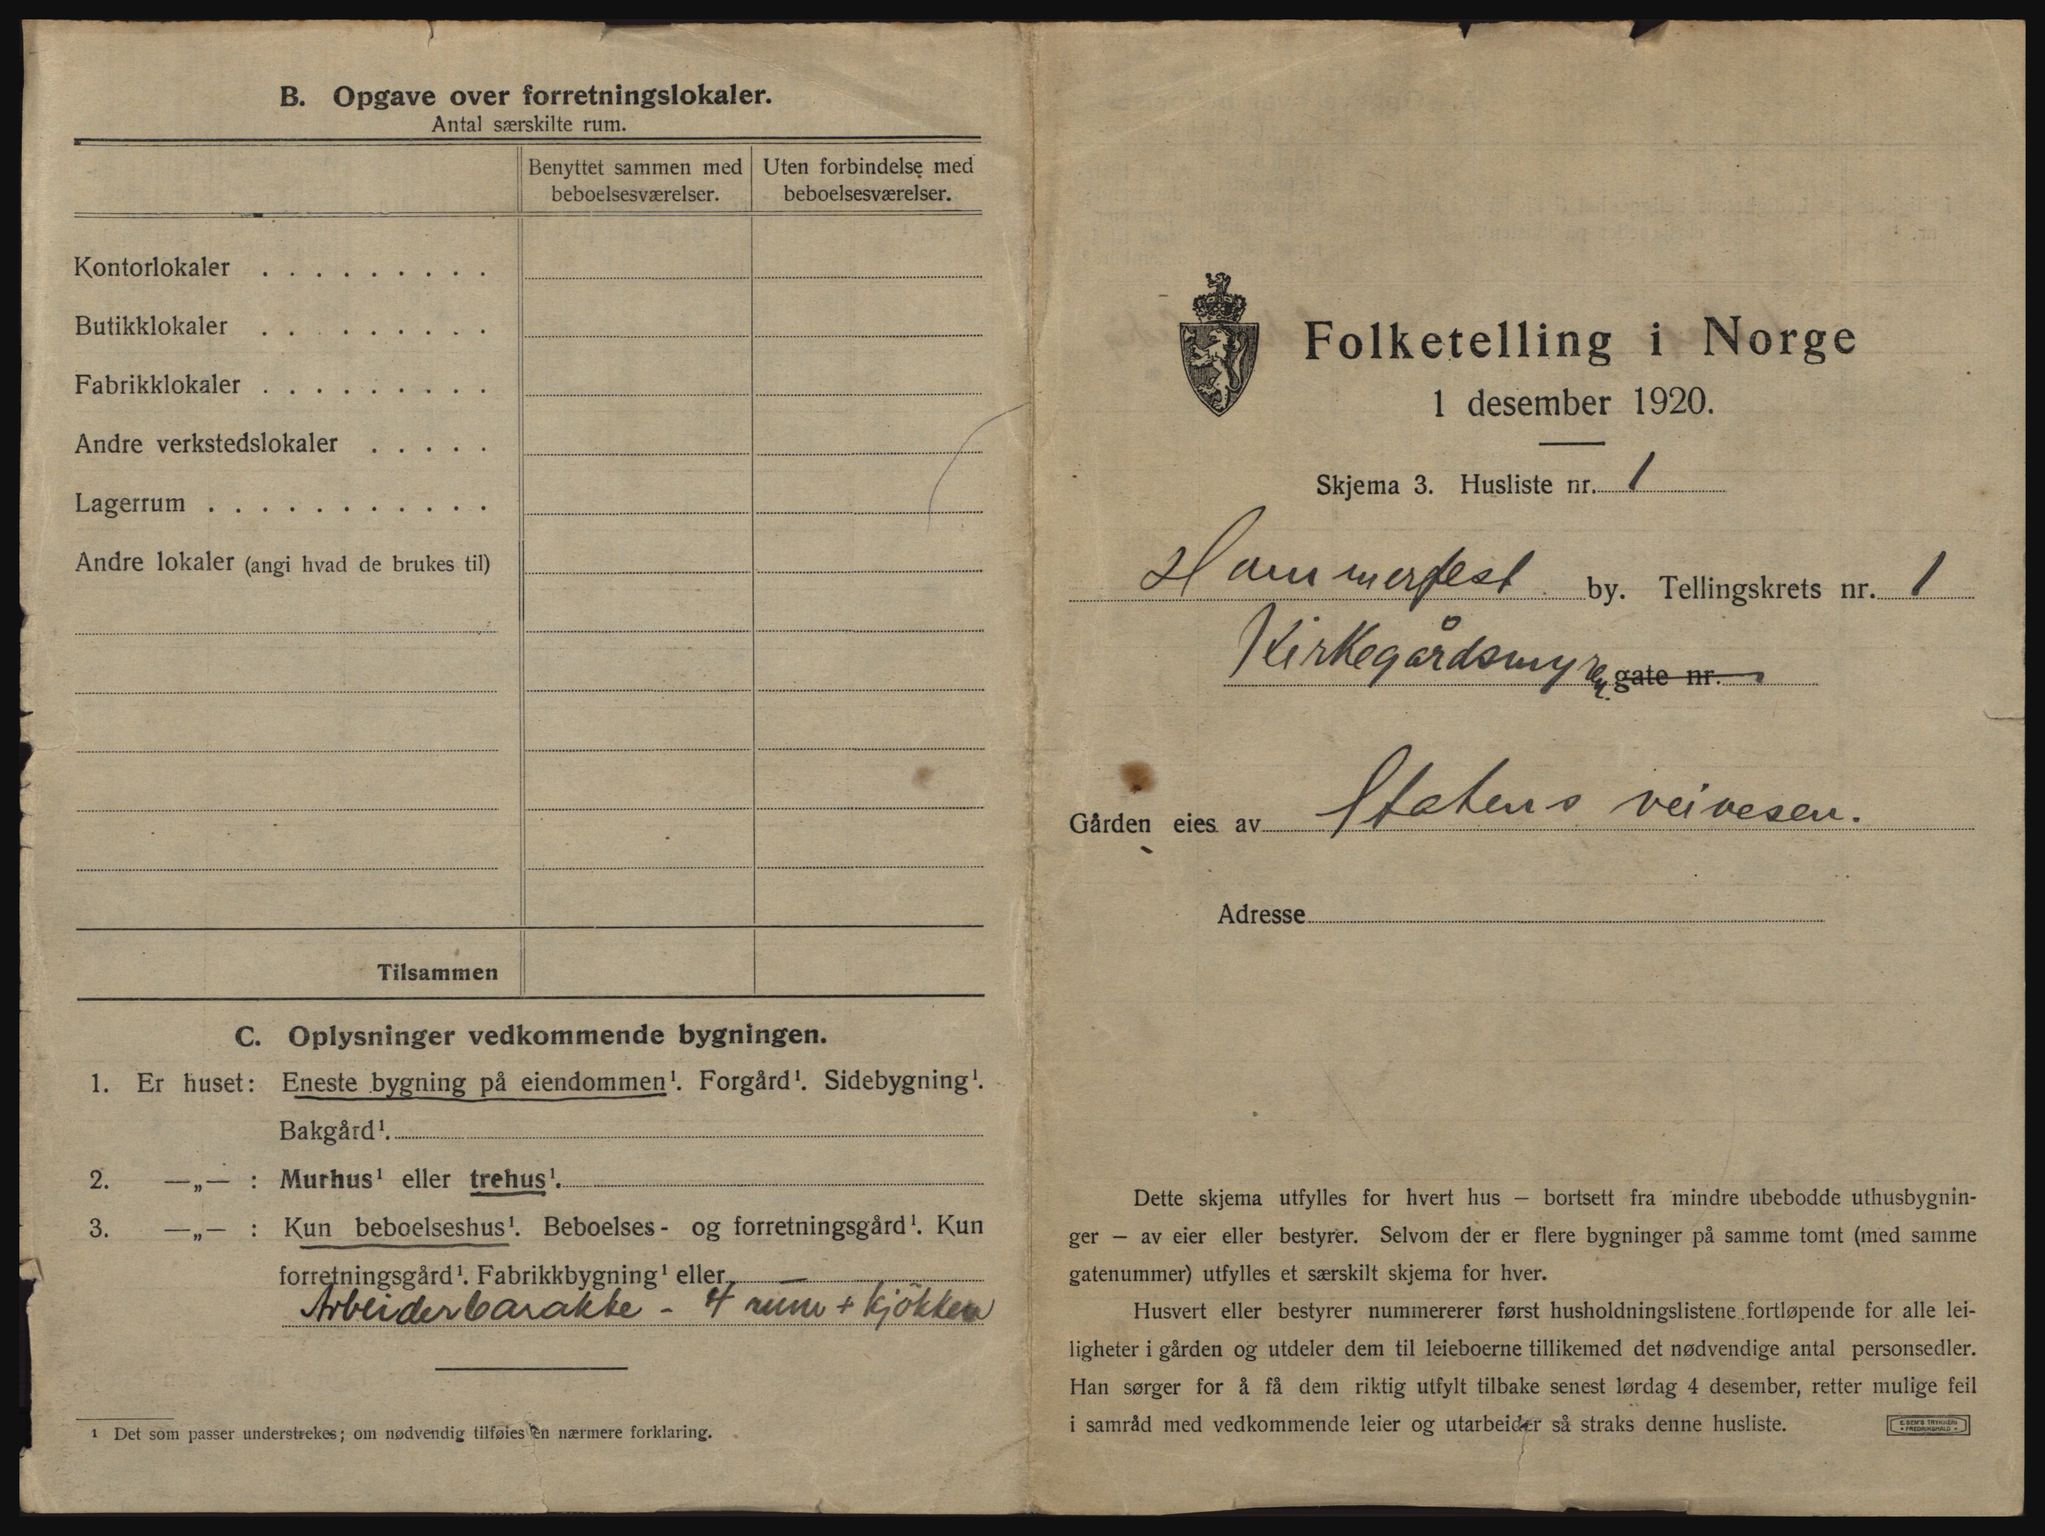 B. Opgave over forretningslokaler.
Antal særskilte rum.
Benyttet sammen med beboelsesværelser.
Uten forbindelse med beboelsesværelser.
Kontorlokaler . . . . . . . . .
Butikklokaler . . . . . . . . .
Fabrikklokaler . . . . . . . . .
Andre verkstedslokaler . . . . .
Lagerrum . . . . . . . . . . .
Andre lokaler (angi hvad de brukes til)
Tilsammen
C. Oplysninger vedkommende bygningen.
1. Er huset: Eneste bygning på eiendommen¹. Forgård¹. Sidebygning¹.
Bakgård¹.
2. —„— : Murhus¹ eller trehus¹.
3. —„— : Kun beboelseshus¹. Beboelses- og forretningsgård¹. Kun
forretningsgård¹. Fabrikkbygning¹ eller —
Arbeiderbarakke - 4 rum + kjökken
¹ Det som passer understrekes; om nødvendig tilføies en nærmere forklaring.
Folketelling i Norge
1 desember 1920.
Skjema 3. Husliste nr. 1
Hammerfest by. Tellingskrets nr. 1
Kirkegårdsmyren gate nr.
Gården eies av Statens veivesen.
Adresse
Dette skjema utfylles for hvert hus — bortsett fra mindre ubebodde uthusbygnin-
ger — av eier eller bestyrer. Selvom der er flere bygninger på samme tomt (med samme
gatenummer) utfylles et særskilt skjema for hver.
Husvert eller bestyrer nummererer først husholdningslistene fortløpende for alle lei-
ligheter i gården og utdeler dem til leieboerne tillikemed det nødvendige antal personsedler.
Han sørger for å få dem riktig utfylt tilbake senest lørdag 4 desember, retter mulige feil
i samråd med vedkommende leier og utarbeider så straks denne husliste.
E. SEM'S TRYKKERI
FREDRIKSHALD